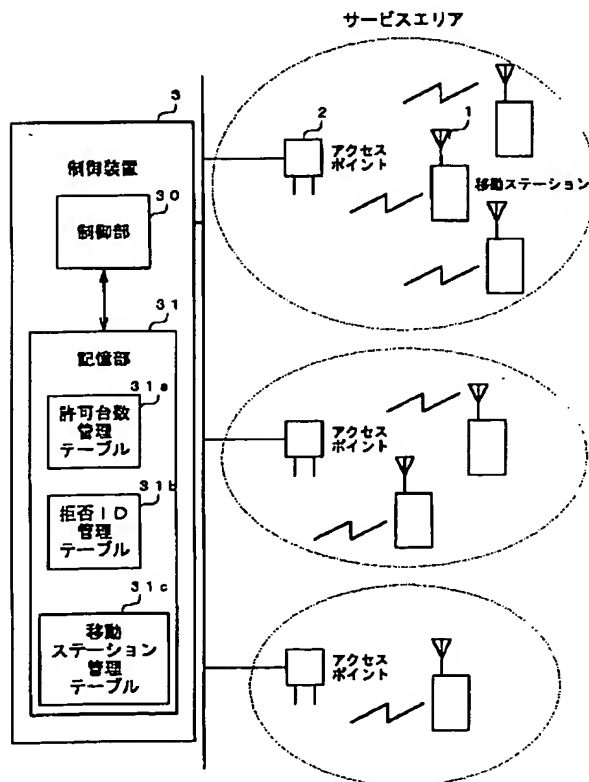 サービスエリア
3
制御装置
30
制御部
31
記憶部
31a
許可台数
管理
テーブル
31b
拒否ID
管理
テーブル
31c
移動
ステーション
管理
テーブル
2
アクセス
ポイント
1
移動ステーション
アクセス
ポイント
アクセス
ポイント